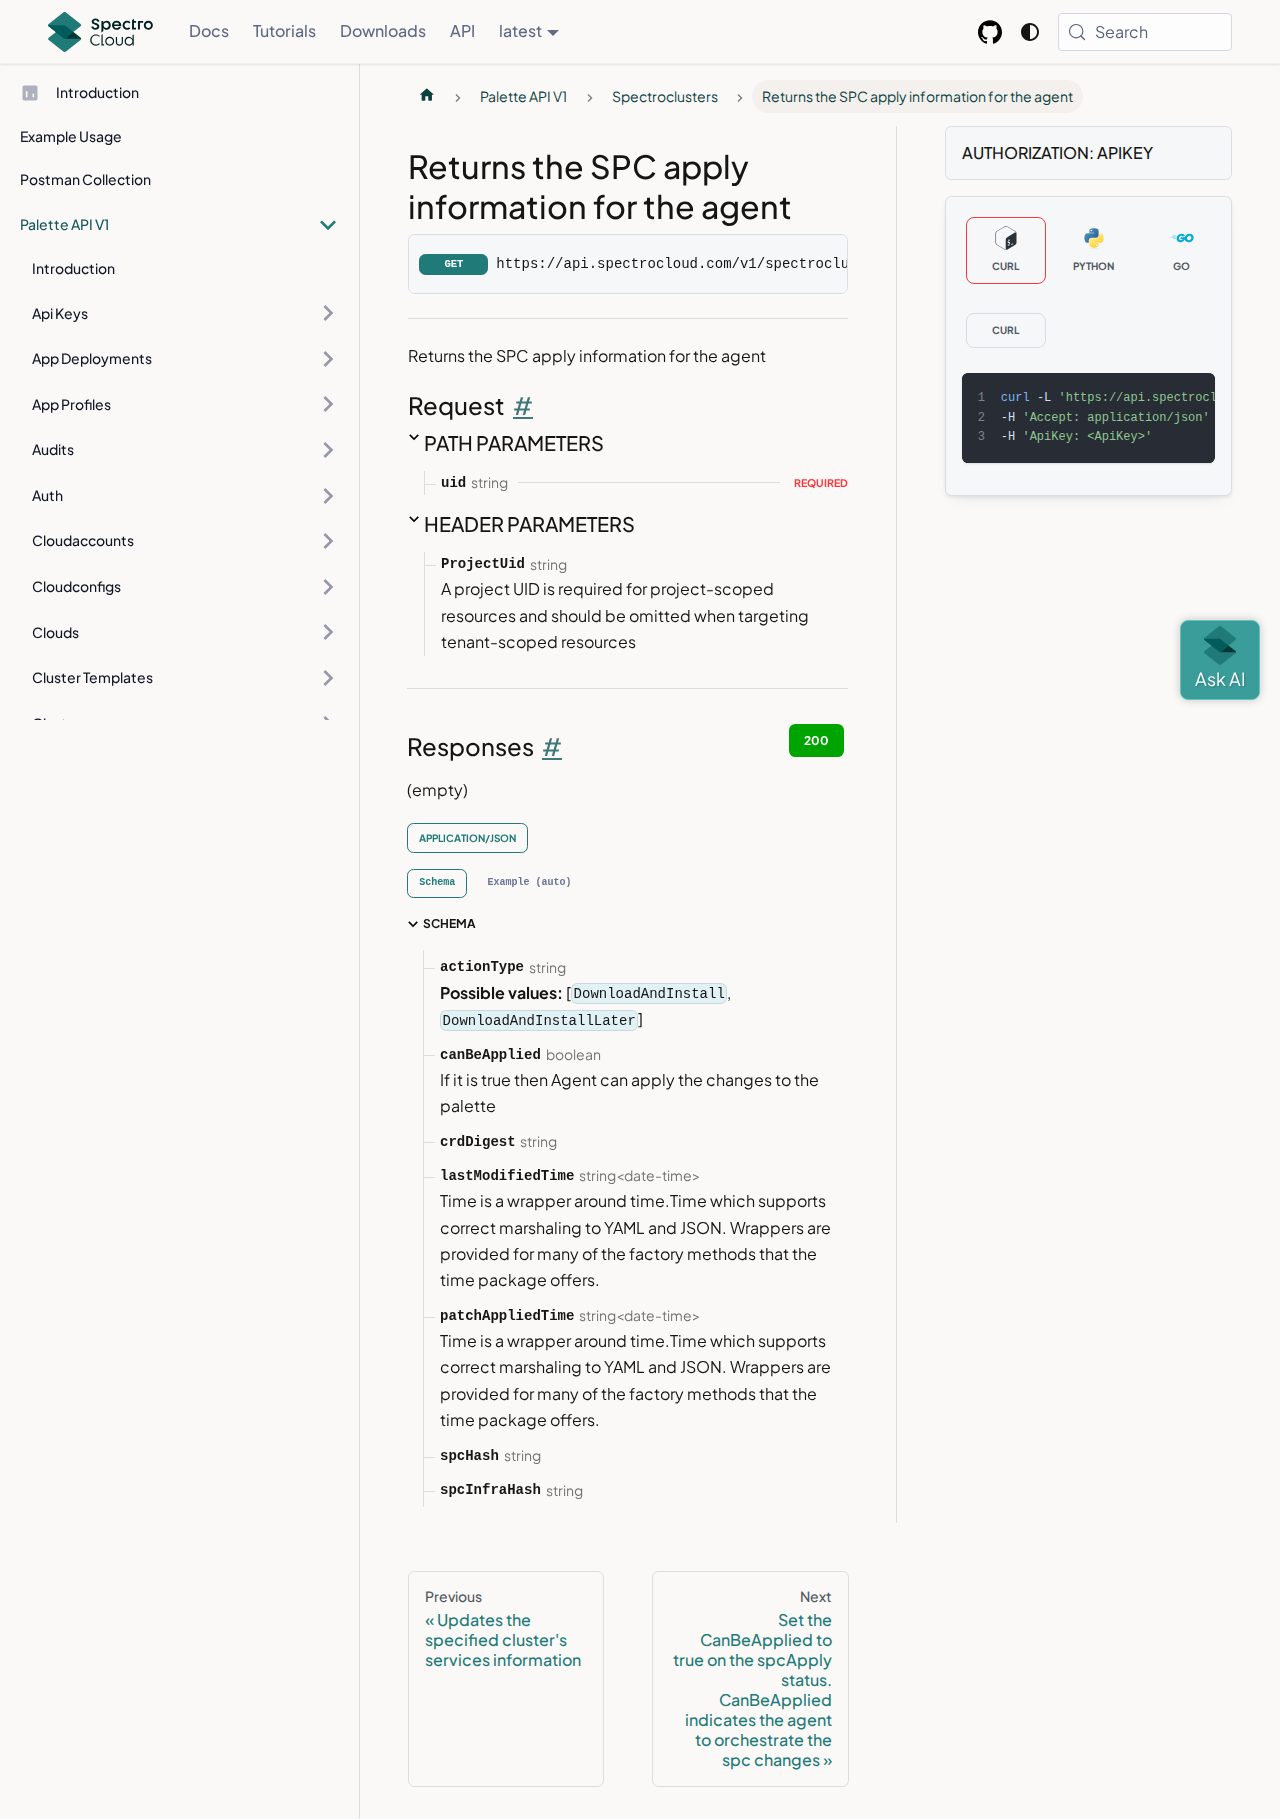 Spectro Cloud
Docs
Tutorials
Downloads
API
latest
Search
Introduction
Example Usage
Postman Collection
Palette API V1
Introduction
Api Keys
App Deployments
App Profiles
Audits
Auth
Cloudaccounts
Cloudconfigs
Clouds
Cluster Templates
Palette API V1
Spectroclusters
Returns the SPC apply information for the agent
Returns the SPC apply
information for the agent
GET https://api.spectrocloud.com/v1/spectroclu
Returns the SPC apply information for the agent
Request #
PATH PARAMETERS
uid string REQUIRED
HEADER PARAMETERS
ProjectUid string
A project UID is required for project-scoped
resources and should be omitted when targeting
tenant-scoped resources
Responses #
200
(empty)
APPLICATION/JSON
Schema Example (auto)
SCHEMA
actionType string
Possible values: [DownloadAndInstall,
DownloadAndInstallLater]
canBeApplied boolean
If it is true then Agent can apply the changes to the
palette
crdDigest string
lastModifiedTime string<date-time>
Time is a wrapper around time.Time which supports
correct marshaling to YAML and JSON. Wrappers are
provided for many of the factory methods that the
time package offers.
patchAppliedTime string<date-time>
Time is a wrapper around time.Time which supports
correct marshaling to YAML and JSON. Wrappers are
provided for many of the factory methods that the
time package offers.
spcHash string
spcInfraHash string
Previous
« Updates the
specified cluster's
services information
Next
Set the
CanBeApplied to
true on the spcApply
status.
CanBeApplied
indicates the agent
to orchestrate the
spc changes »
AUTHORIZATION: APIKEY
CURL
PYTHON
GO
CURL
1 curl -L 'https://api.spectrocl
2 -H 'Accept: application/json'
3 -H 'ApiKey: <ApiKey>'
Ask AI